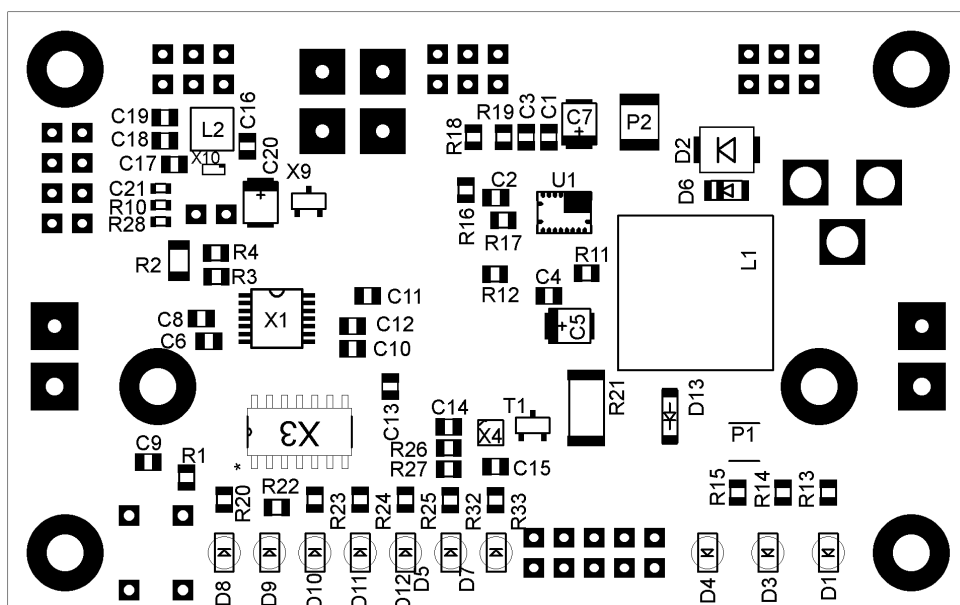 C19
L2
C16
C18
C17
X10
C20
X9
C21
R10
R28
R2
R4
R3
C8
C6
X1
C11
C12
C10
R18
R19
C3
C1
C7
+
P2
D2
D6
+
R16
C2
U1
R17
R12
R11
C4
+
C5
L1
X3
C13
C14
R26
R27
X4
T1
C15
R21
D13
P1
C9
R1
*
R20
R22
R23
R24
R25
R32
R33
R15
R14
R13
D8
D9
D10
D11
D12
D5
D7
D4
D3
D1